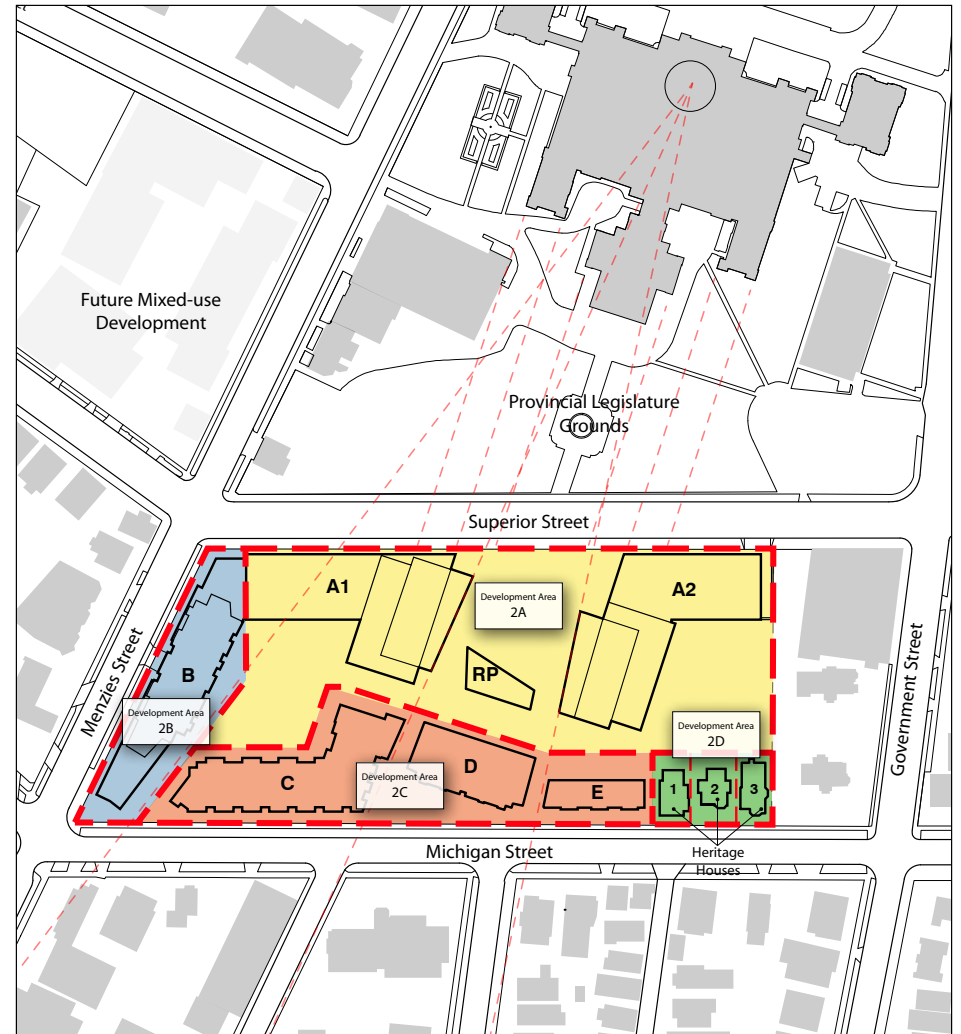 Future Mixed-use
Development
Provincial Legislature
Grounds
Superior Street
A1
A2
Development Area
2A
RP
B
Menzies Street
Government Street
Development Area
2B
Development Area
2D
D
C
Development Area
2C
E
1
2
3
Michigan Street
Heritage
Houses